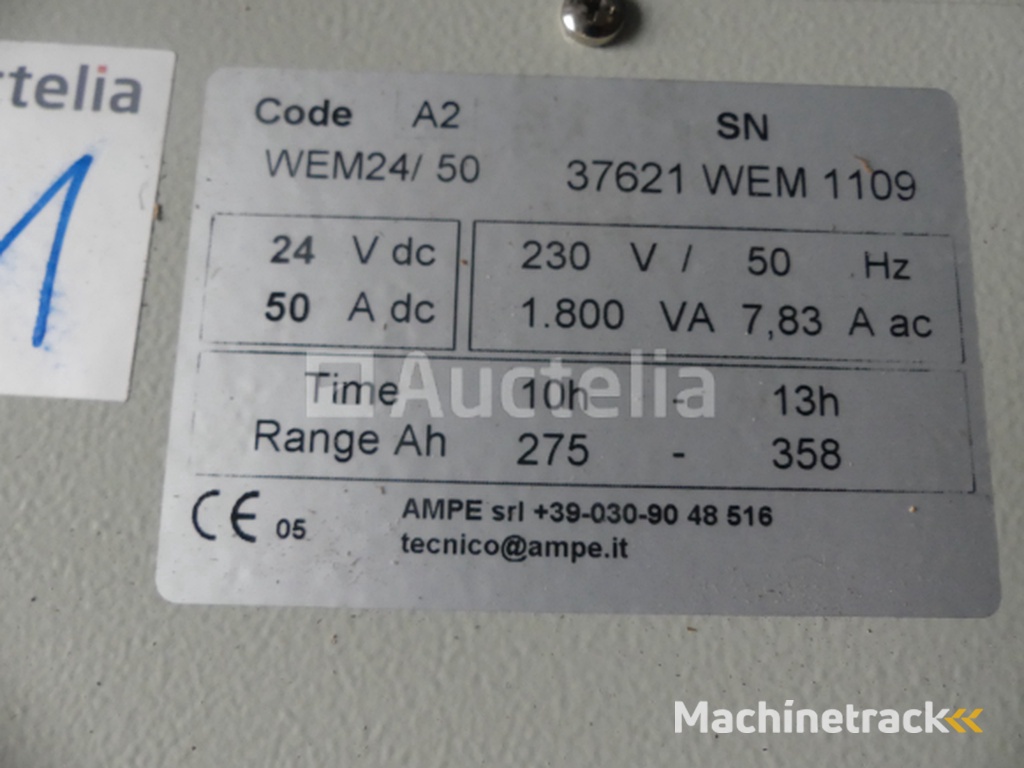 ctelia
1
Code A2 SN
WEM24/ 50 37621 WEM 1109
24 V dc 230 V / 50 Hz
50 A dc 1.800 VA 7,83 A ac
Auctelia
Time 10h - 13h
Range Ah 275 - 358
CE 05
AMPE srl +39-030-90 48 516
tecnico@ampe.it
Machinetrack